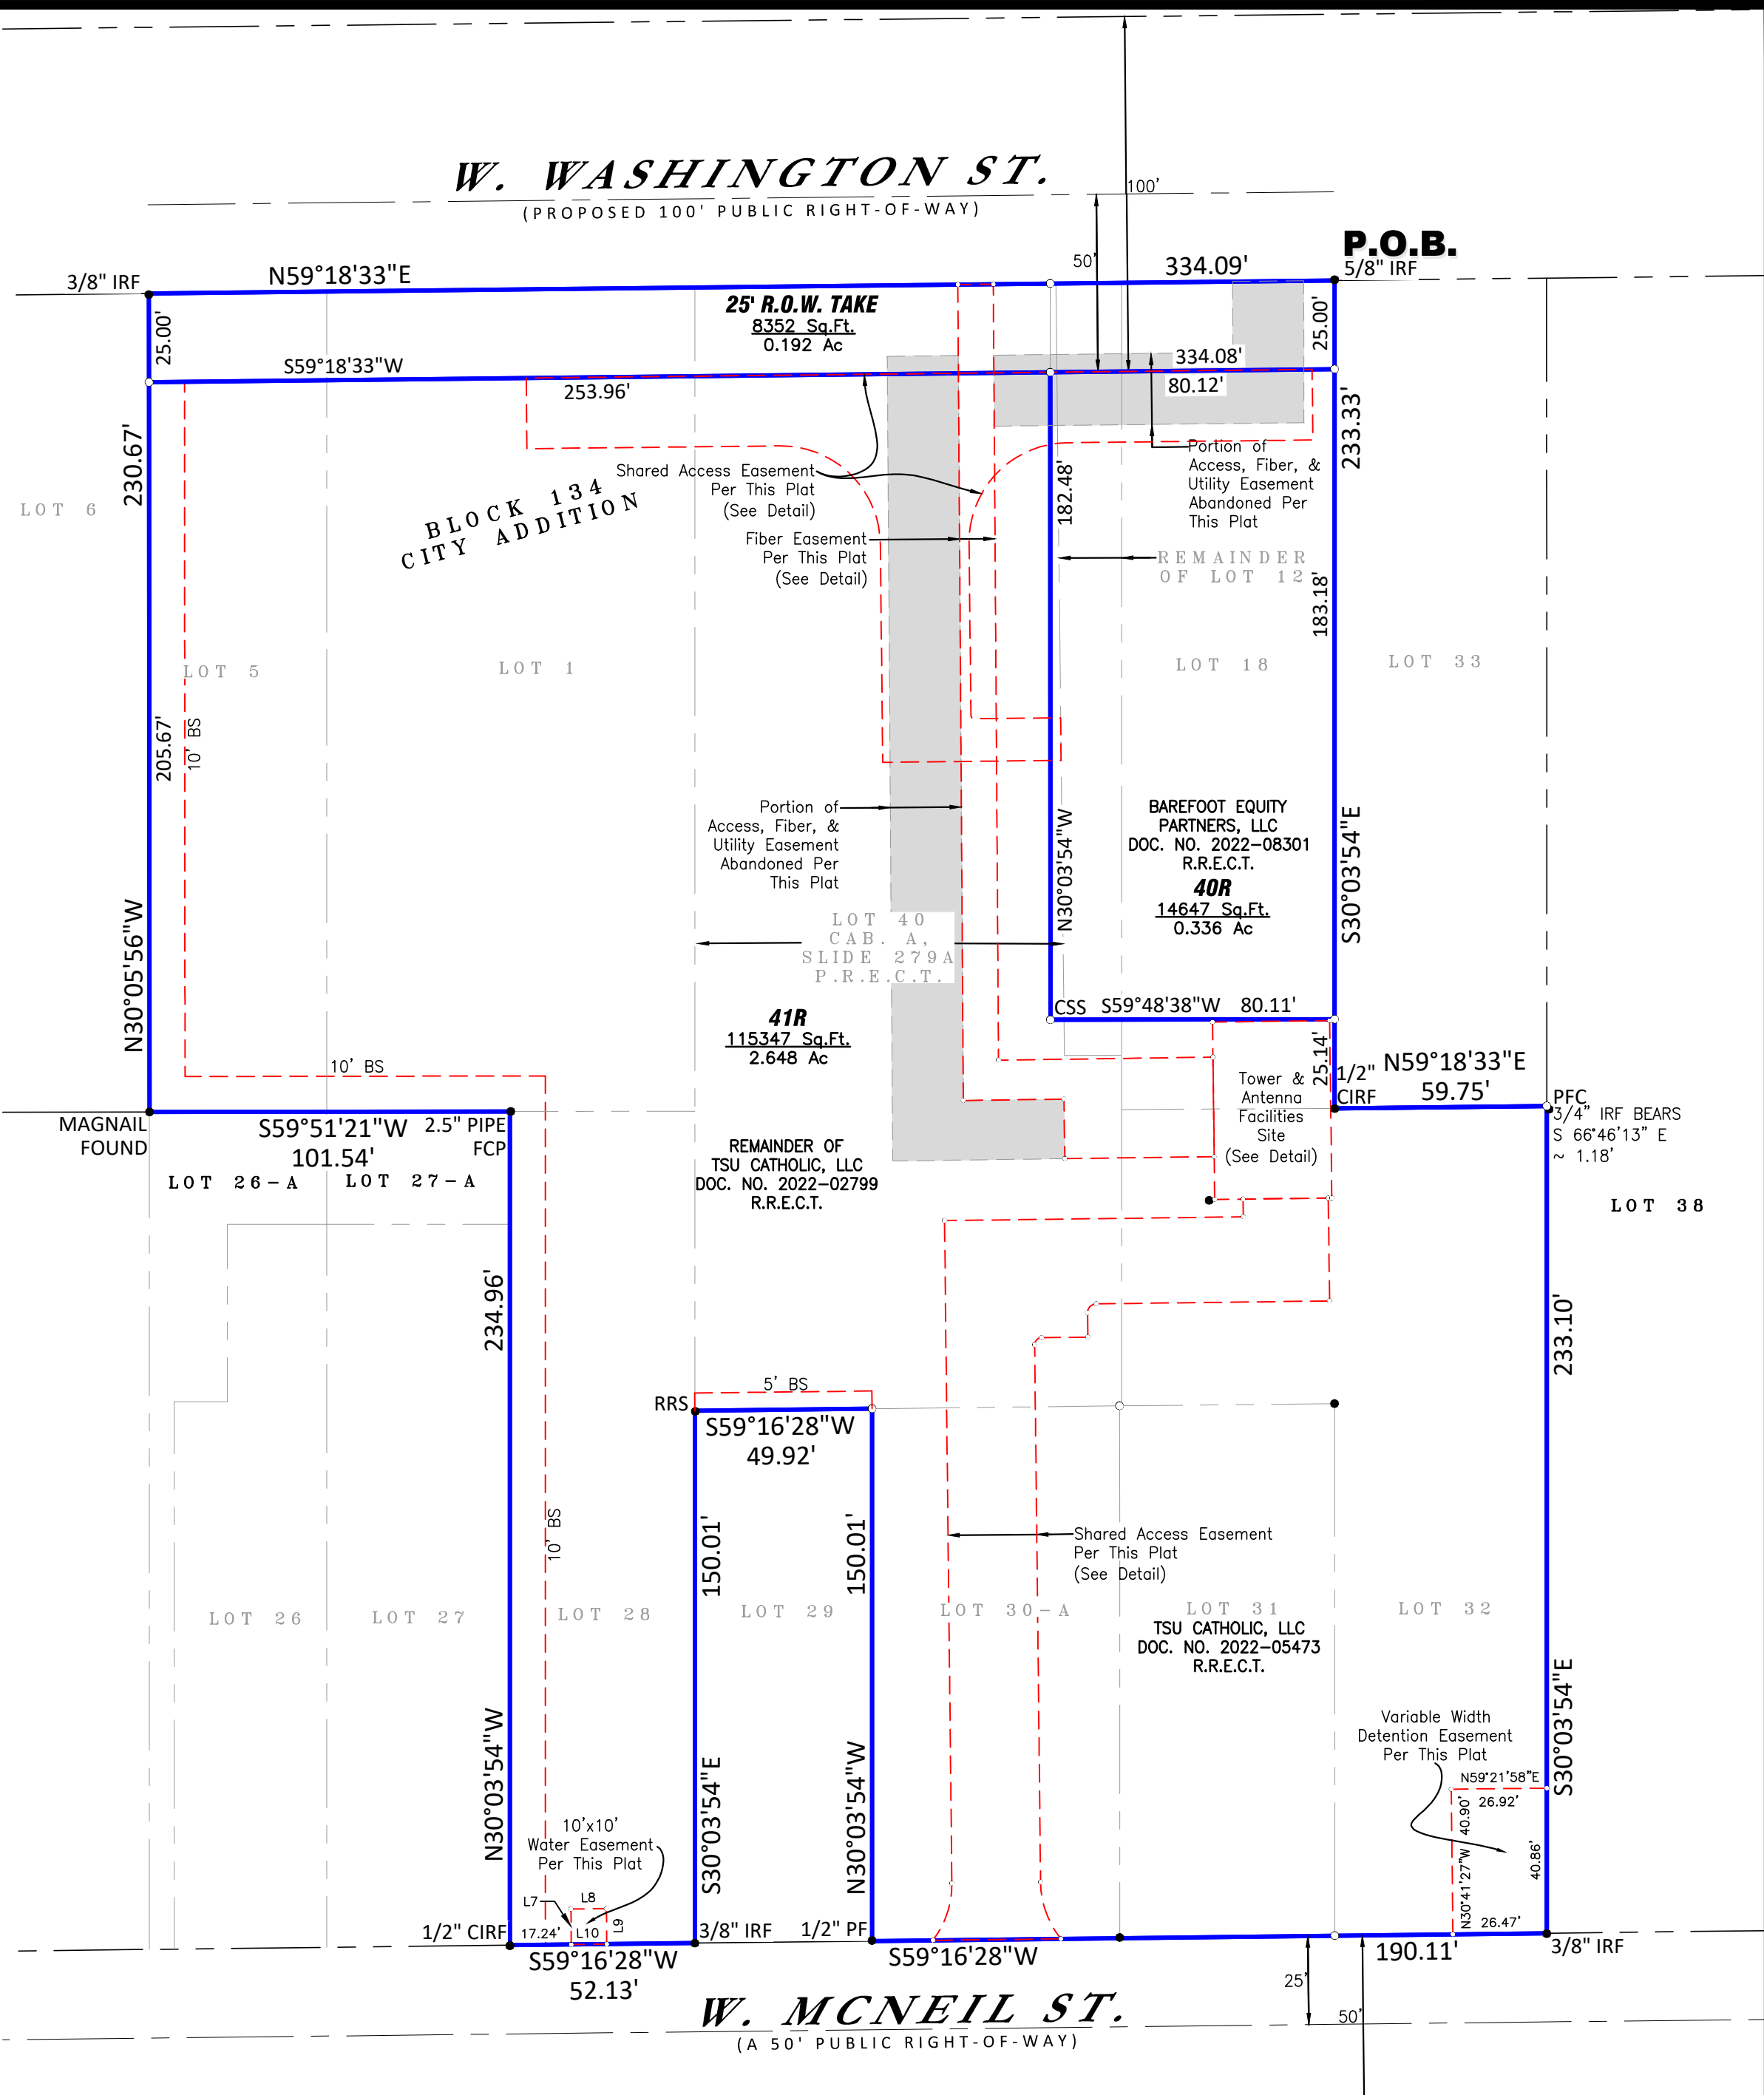 W. WASHINGTON ST.
(PROPOSED 100' PUBLIC RIGHT-OF-WAY)
100'
50'
P.O.B.
5/8" IRF
3/8" IRF
N59°18'33"E
334.09'
25' R.O.W. TAKE
8352 Sq.Ft.
0.192 Ac
25.00'
25.00'
S59°18'33"W
253.96'
334.08'
80.12'
230.67'
233.33'
LOT 6
BLOCK 134
CITY ADDITION
Shared Access Easement
Per This Plat
(See Detail)
Fiber Easement
Per This Plat
(See Detail)
182.48'
Portion of
Access, Fiber, &
Utility Easement
Abandoned Per
This Plat
REMAINDER
OF LOT 12
183.18'
LOT 5
LOT 1
LOT 18
LOT 33
205.67'
10' BS
Portion of
Access, Fiber, &
Utility Easement
Abandoned Per
This Plat
N30°03'54"W
BAREFOOT EQUITY
PARTNERS, LLC
DOC. NO. 2022-08301
R.R.E.C.T.
40R
14647 Sq.Ft.
0.336 Ac
S30°03'54"E
N30°05'56"W
LOT 40
CAB. A,
SLIDE 279A
P.R.E.C.T.
41R
115347 Sq.Ft.
2.648 Ac
CSS
S59°48'38"W 80.11'
25.14'
1/2"
CIRF
N59°18'33"E
59.75'
10' BS
Tower &
Antenna
Facilities
Site
(See Detail)
PFC
3/4" IRF BEARS
S 66°46'13" E
~ 1.18'
MAGNAIL
FOUND
S59°51'21"W
101.54'
2.5" PIPE
FCP
LOT 26-A
LOT 27-A
REMAINDER OF
TSU CATHOLIC, LLC
DOC. NO. 2022-02799
R.R.E.C.T.
LOT 38
234.96'
233.10'
5' BS
RRS
S59°16'28"W
49.92'
150.01'
150.01'
10' BS
Shared Access Easement
Per This Plat
(See Detail)
LOT 26
LOT 27
LOT 28
LOT 29
LOT 30-A
LOT 31
LOT 32
TSU CATHOLIC, LLC
DOC. NO. 2022-05473
R.R.E.C.T.
N30°03'54"W
S30°03'54"E
N30°03'54"W
S30°03'54"E
Variable Width
Detention Easement
Per This Plat
N59°21'58"E
26.92'
N30°41'27"W 40.90'
40.86'
26.47'
10'x10'
Water Easement
Per This Plat
L7
L8
L9
L10
17.24'
1/2" CIRF
3/8" IRF
1/2" PF
S59°16'28"W
52.13'
S59°16'28"W
190.11'
3/8" IRF
25'
50'
W. MCNEIL ST.
(A 50' PUBLIC RIGHT-OF-WAY)